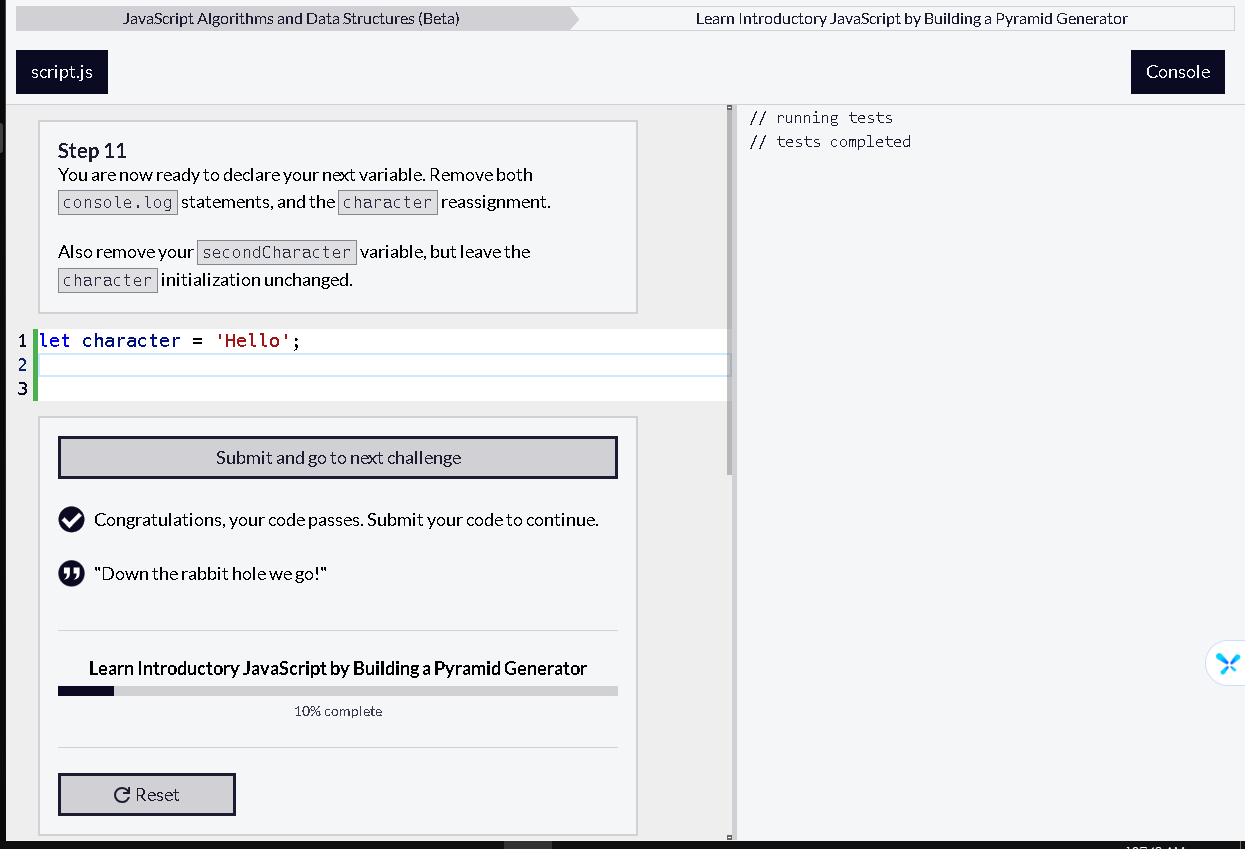 JavaScript Algorithms and Data Structures (Beta)
Learn Introductory JavaScript by Building a Pyramid Generator
script.js
Console
Step 11
You are now ready to declare your next variable. Remove both
console.log statements, and the character reassignment.
Also remove your secondCharacter variable, but leave the
character initialization unchanged.
1 let character = 'Hello';
2
3
Submit and go to next challenge
Congratulations, your code passes. Submit your code to continue.
"Down the rabbit hole we go!"
Learn Introductory JavaScript by Building a Pyramid Generator
10% complete
Reset
// running tests
// tests completed